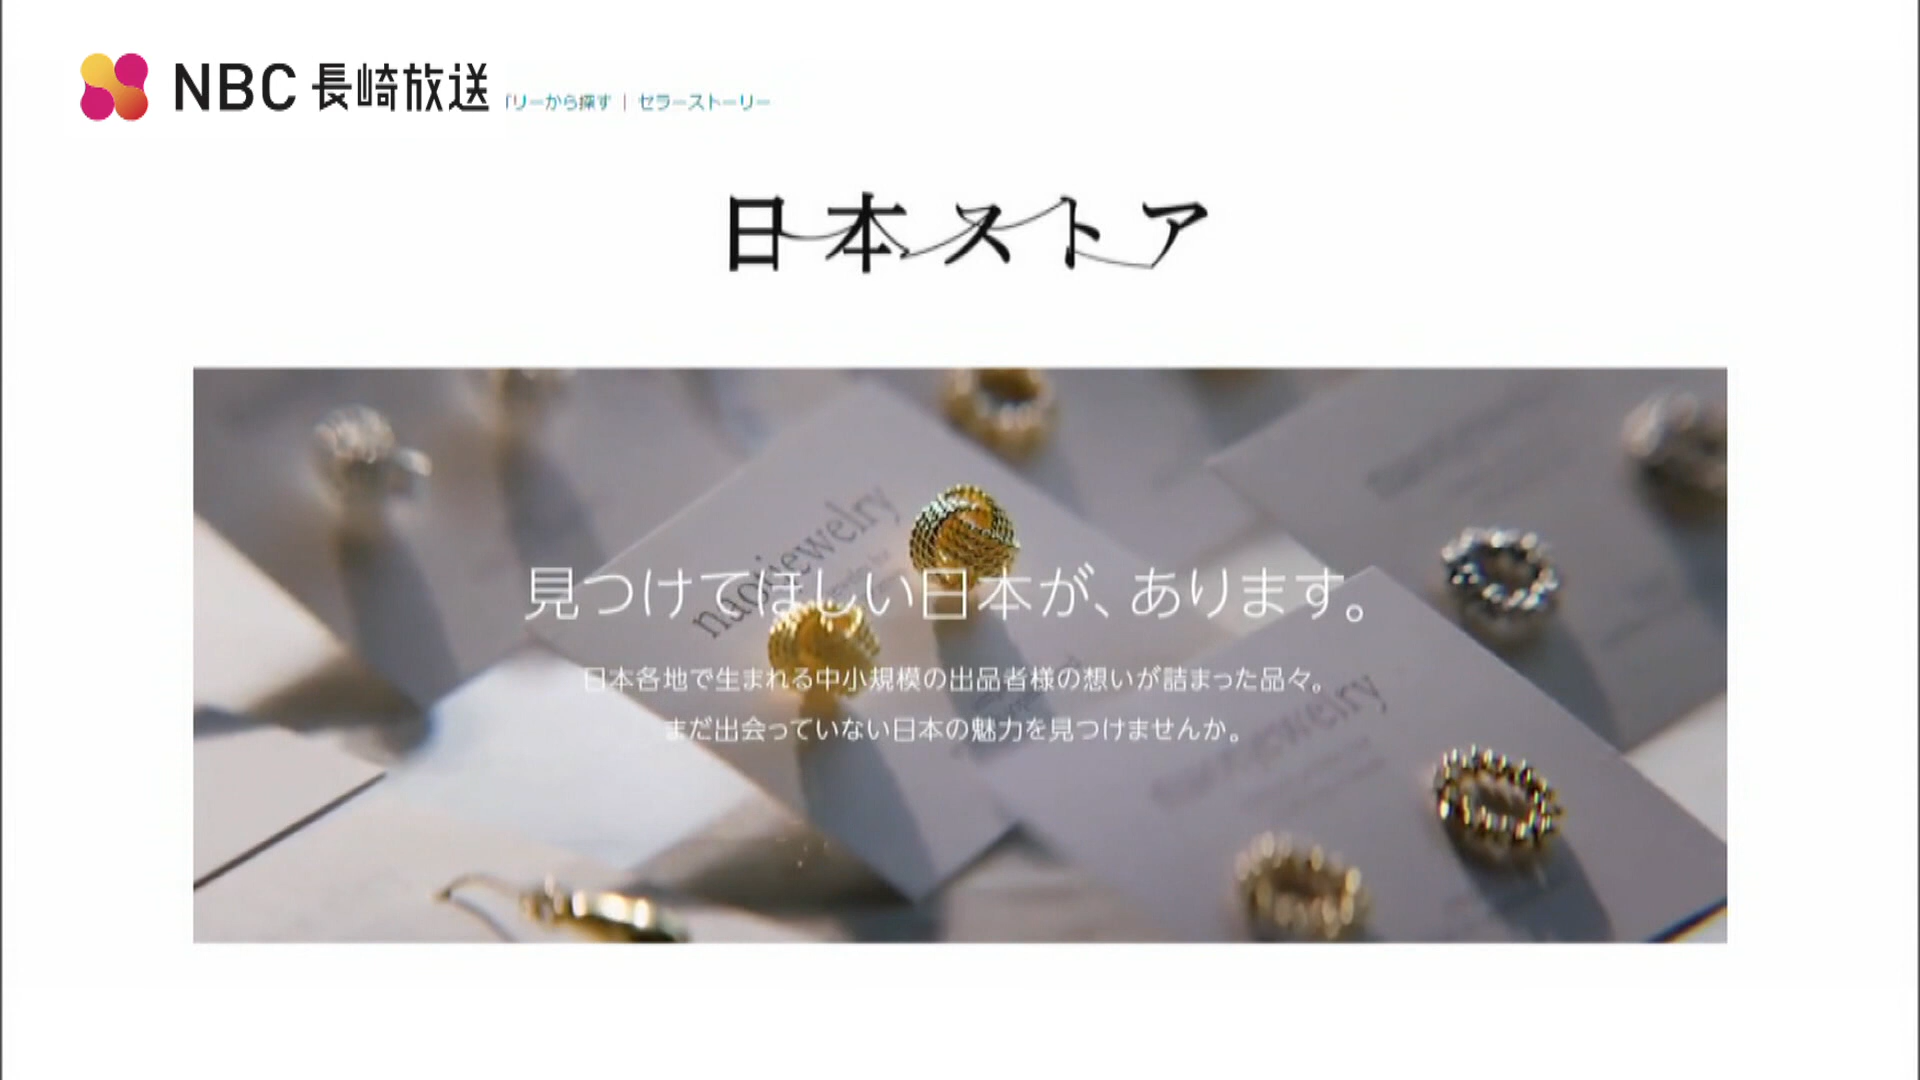 NBC 長崎放送
ゴリーから探す | セラーストーリー
日本ストア
naojewelry
見つけてほしい日本が、あります。
日本各地で生まれる中小規模の出品者様の想いが詰まった品々。
まだ出会っていない日本の魅力を見つけませんか。